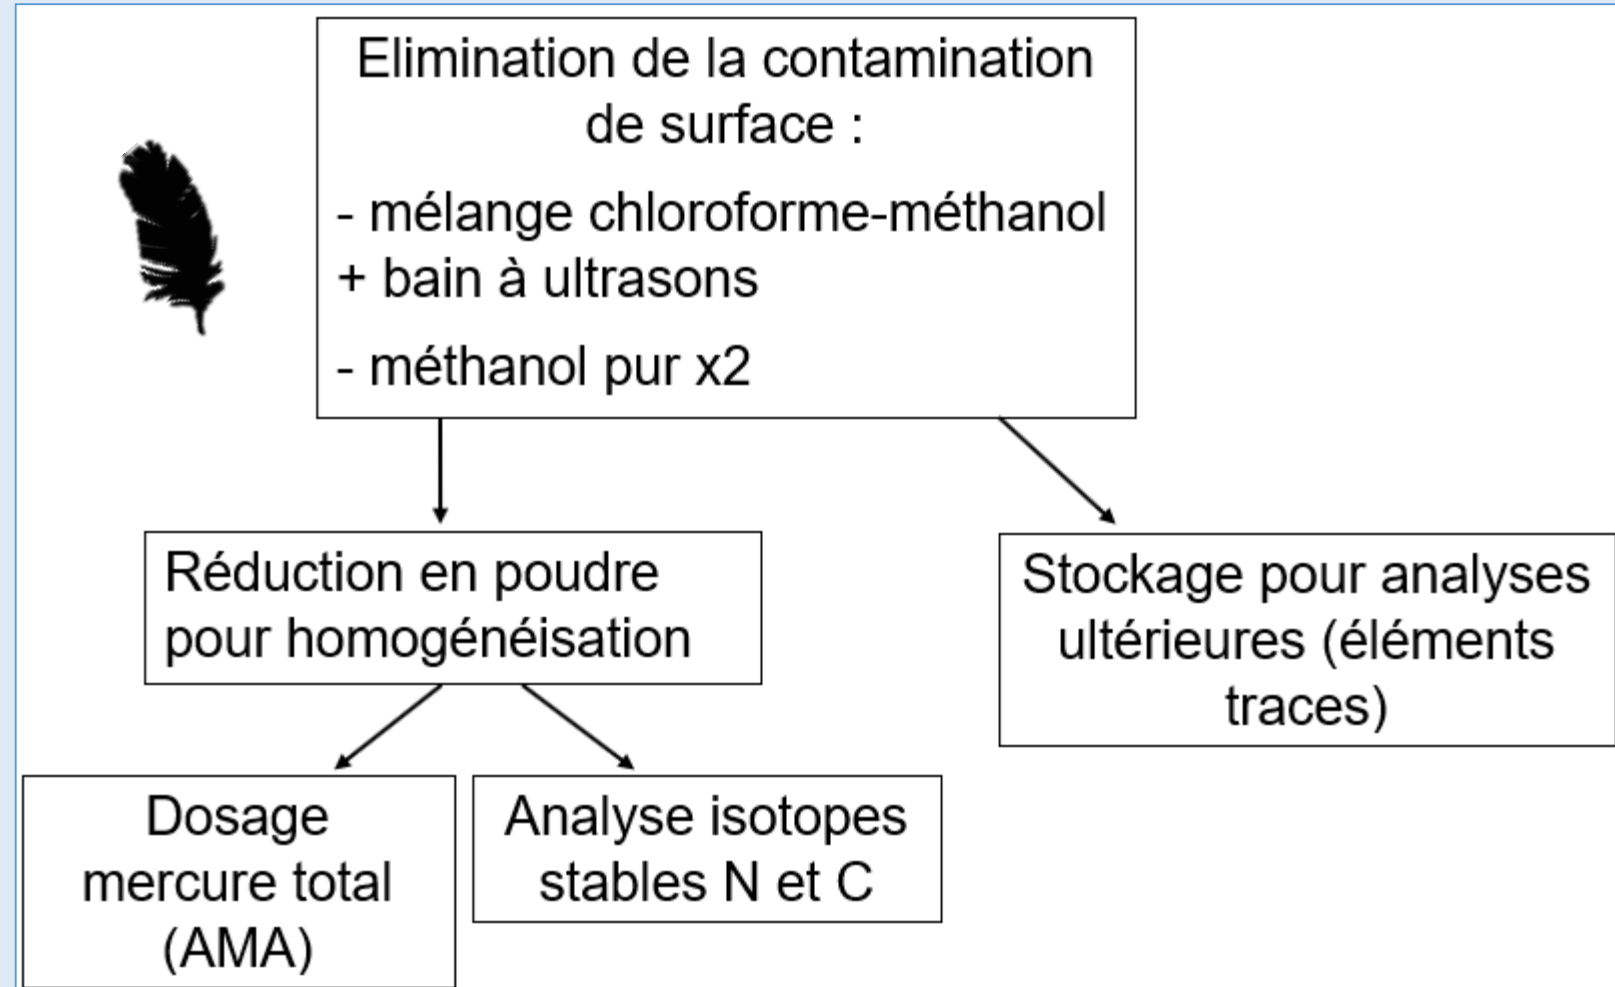 Elimination de la contamination
de surface :
- mélange chloroforme-méthanol
+ bain à ultrasons
- méthanol pur x2
Réduction en poudre
pour homogénéisation
Stockage pour analyses
ultérieures (éléments
traces)
Dosage
mercure total
(AMA)
Analyse isotopes
stables N et C